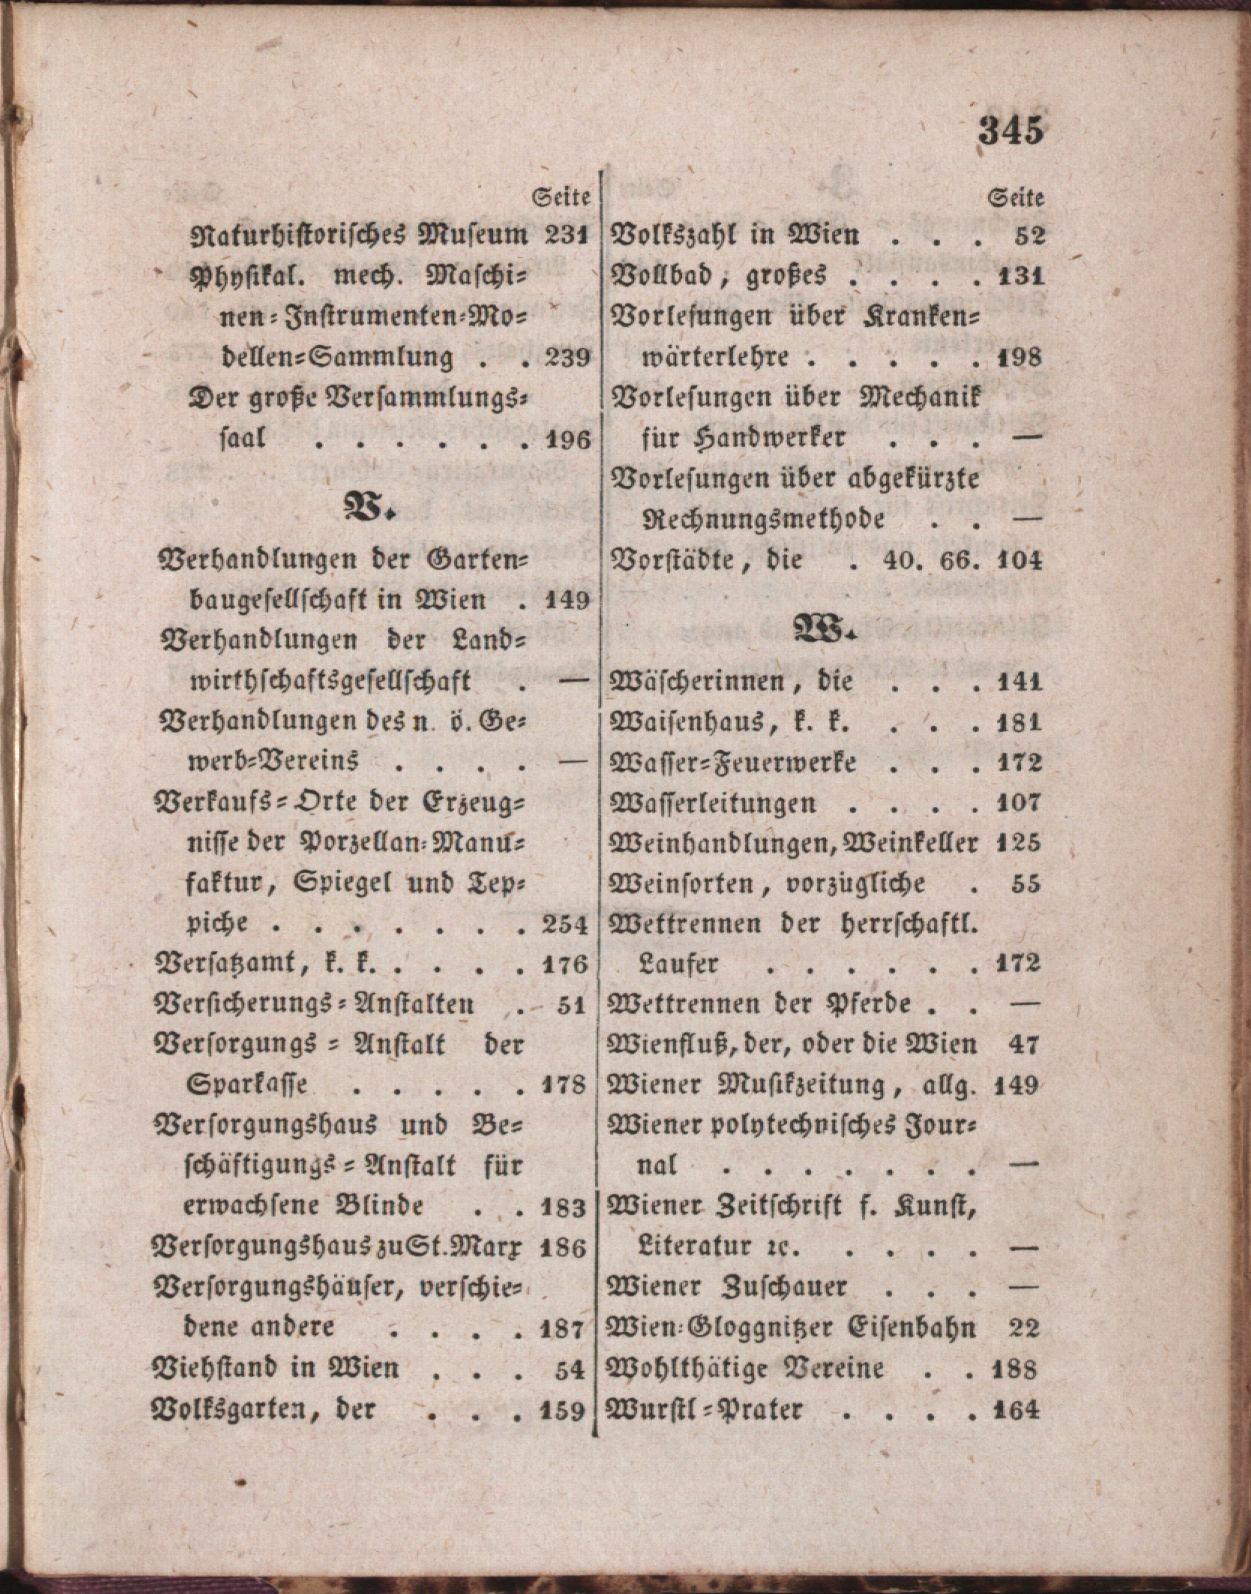 345
Seite
Naturhistorisches Museum 231
Physikal. mech. Maschi-
nen-Instrumenten-Mo-
dellen-Sammlung . . 239
Der große Versammlungs-
saal . . . . . . 196
V.
Verhandlungen der Garten-
baugesellschaft in Wien . 149
Verhandlungen der Land-
wirthschaftsgesellschaft . —
Verhandlungen des n. ö. Ge-
werb-Vereins . . . . —
Verkaufs-Orte der Erzeug-
nisse der Porzellan-Manu-
faktur, Spiegel und Tep-
piche . . . . . . . 254
Versatzamt, k. k. . . . . 176
Versicherungs-Anstalten . 51
Versorgungs-Anstalt der
Sparkasse . . . . . 178
Versorgungshaus und Be-
schäftigungs-Anstalt für
erwachsene Blinde . . 183
Versorgungshaus zu St. Marx 186
Versorgungshäuser, verschie-
dene andere . . . . 187
Viehstand in Wien . . . 54
Volksgarten, der . . . 159
Seite
Volkszahl in Wien . . . 52
Vollbad, großes . . . . 131
Vorlesungen über Kranken-
wärterlehre . . . . . 198
Vorlesungen über Mechanik
für Handwerker . . . —
Vorlesungen über abgekürzte
Rechnungsmethode . . —
Vorstädte, die . 40. 66. 104
W.
Wäscherinnen, die . . . 141
Waisenhaus, k. k. . . . 181
Wasser-Feuerwerke . . . 172
Wasserleitungen . . . . 107
Weinhandlungen, Weinkeller 125
Weinsorten, vorzügliche . 55
Wettrennen der herrschaftl.
Laufer . . . . . . 172
Wettrennen der Pferde . . —
Wienfluß, der, oder die Wien 47
Wiener Musikzeitung, allg. 149
Wiener polytechnisches Jour-
nal . . . . . . . —
Wiener Zeitschrift f. Kunst,
Literatur ꝛc. . . . . . —
Wiener Zuschauer . . . —
Wien-Gloggnitzer Eisenbahn 22
Wohlthätige Vereine . . 188
Wurstl-Prater . . . . 164